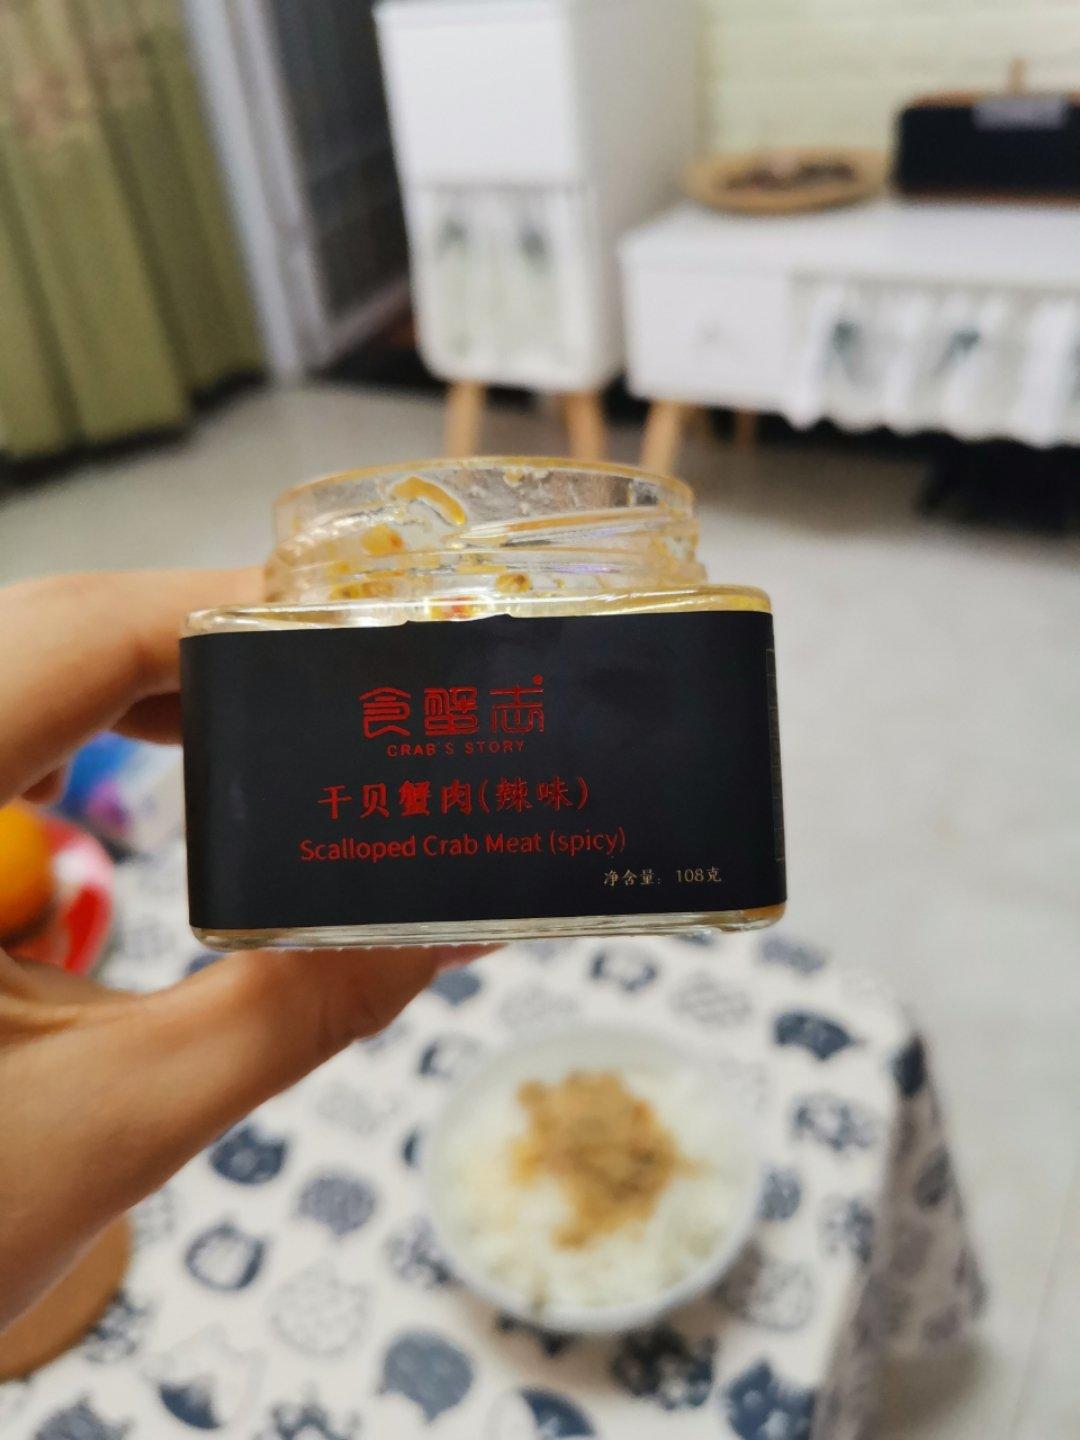 食蟹志
CRAB'S STORY
干贝蟹肉(辣味)
Scalloped Crab Meat (spicy)
净含量: 108克